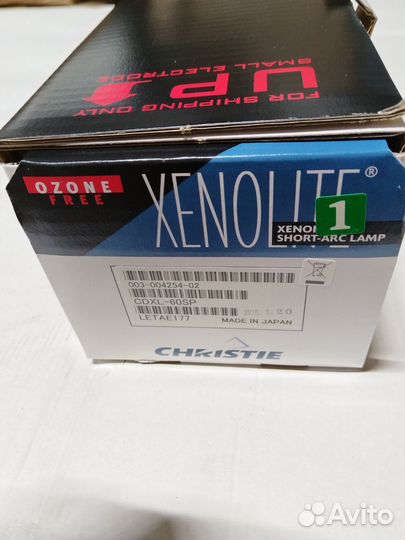 FOR SHIPPING ONLY
UP
SMALL ELECTRODE
OZONE
FREE
XENOLITE®
1
XENO
SHORT-ARC LAMP
003-004254-02
CDXL-60SP
LETAE177
MADE IN JAPAN
CHRISTIE
Avito